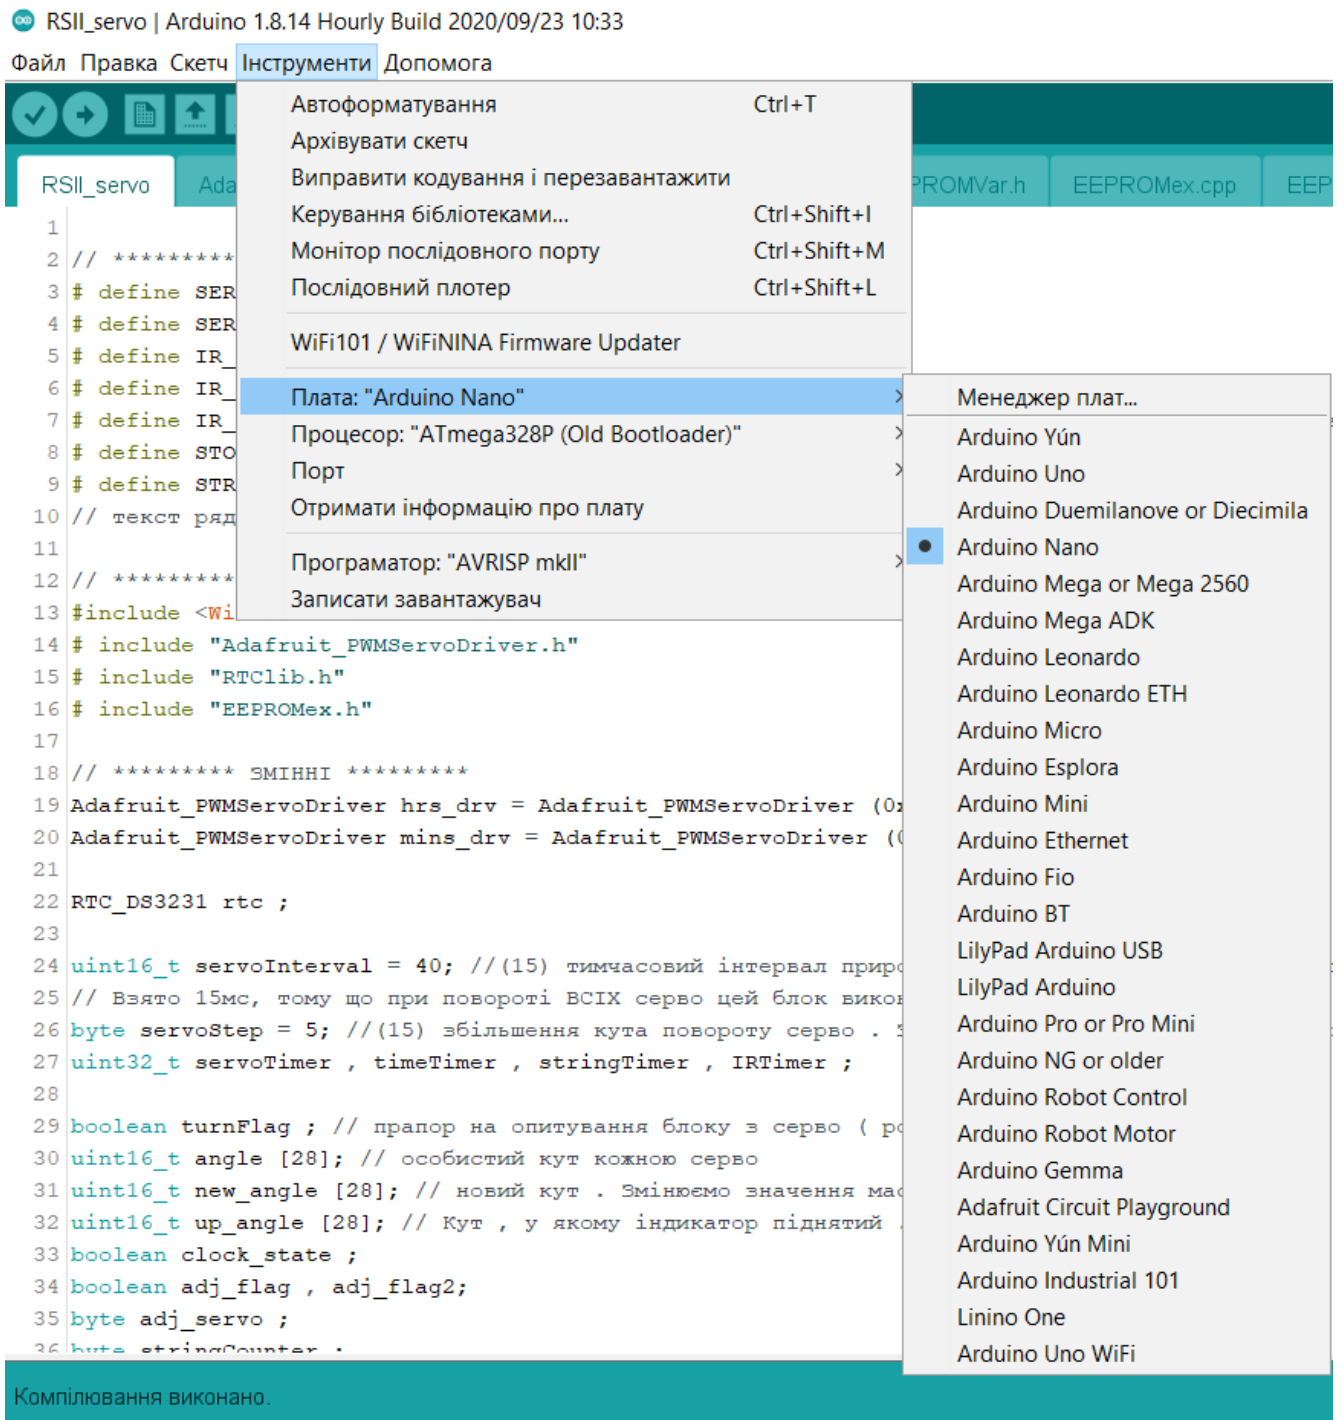 RSII_servo | Arduino 1.8.14 Hourly Build 2020/09/23 10:33
Файл Правка Скетч Інструменти Допомога
Автоформатування Ctrl+T
Архівувати скетч
Виправити кодування і перезавантажити
Керування бібліотеками... Ctrl+Shift+I
Монітор послідовного порту Ctrl+Shift+M
Послідовний плотер Ctrl+Shift+L
WiFi101 / WiFiNINA Firmware Updater
Плата: "Arduino Nano"
Процесор: "ATmega328P (Old Bootloader)"
Порт
Отримати інформацію про плату
Програматор: "AVRISP mkII"
Записати завантажувач
Менеджер плат...
Arduino Yún
Arduino Uno
Arduino Duemilanove or Diecimila
Arduino Nano
Arduino Mega or Mega 2560
Arduino Mega ADK
Arduino Leonardo
Arduino Leonardo ETH
Arduino Micro
Arduino Esplora
Arduino Mini
Arduino Ethernet
Arduino Fio
Arduino BT
LilyPad Arduino USB
LilyPad Arduino
Arduino Pro or Pro Mini
Arduino NG or older
Arduino Robot Control
Arduino Robot Motor
Arduino Gemma
Adafruit Circuit Playground
Arduino Yún Mini
Arduino Industrial 101
Linino One
Arduino Uno WiFi
RSII_servo Ada PROMVar.h EEPROMex.cpp EEP
1
2 // *********
3 # define SER
4 # define SER
5 # define IR_
6 # define IR_
7 # define IR_
8 # define STO
9 # define STR
10 // текст ряд
11
12 // *********
13 #include <Wi
14 # include "Adafruit_PWMServoDriver.h"
15 # include "RTClib.h"
16 # include "EEPROMex.h"
17
18 // ********* ЗМІННІ *********
19 Adafruit_PWMServoDriver hrs_drv = Adafruit_PWMServoDriver (0x
20 Adafruit_PWMServoDriver mins_drv = Adafruit_PWMServoDriver (0
21
22 RTC_DS3231 rtc ;
23
24 uint16_t servoInterval = 40; //(15) тимчасовий інтервал прир
25 // Взято 15мс, тому що при повороті ВСІХ серво цей блок викон
26 byte servoStep = 5; //(15) збільшення кута повороту серво .
27 uint32_t servoTimer , timeTimer , stringTimer , IRTimer ;
28
29 boolean turnFlag ; // прапор на опитування блоку з серво ( ро
30 uint16_t angle [28]; // особистий кут кожною серво
31 uint16_t new_angle [28]; // новий кут . Змінюємо значення мас
32 uint16_t up_angle [28]; // Кут , у якому індикатор піднятий .
33 boolean clock_state ;
34 boolean adj_flag , adj_flag2;
35 byte adj_servo ;
36 byte stringCounter ;
Компілювання виконано.